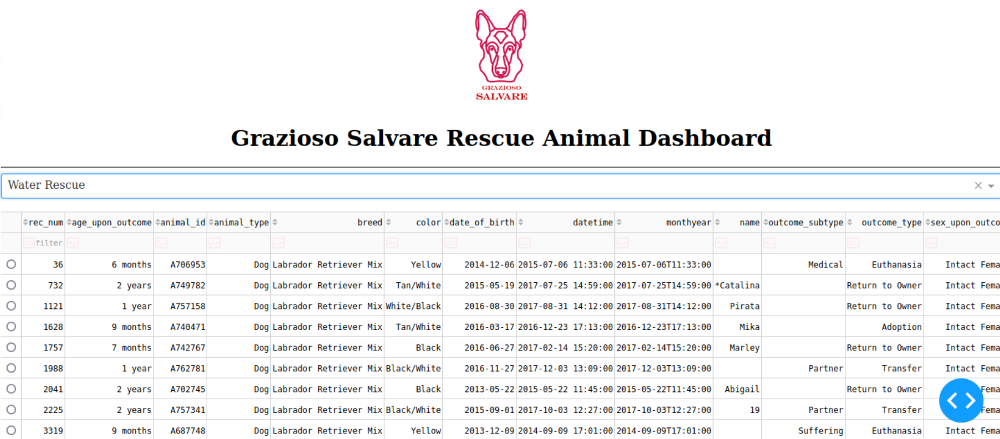 GRAZIOSO
SALVARE
Grazioso Salvare Rescue Animal Dashboard
Water Rescue
rec_num age_upon_outcome animal_id animal_type breed color date_of_birth datetime monthyear name outcome_subtype outcome_type sex_upon_outco
Aa filter Aa Aa Aa Aa Aa Aa Aa Aa Aa Aa Aa Aa
36 6 months A706953 Dog Labrador Retriever Mix Yellow 2014-12-06 2015-07-06 11:33:00 2015-07-06T11:33:00 Medical Euthanasia Intact Fema
732 2 years A749782 Dog Labrador Retriever Mix Tan/White 2015-05-19 2017-07-25 14:59:00 2017-07-25T14:59:00 *Catalina Return to Owner Intact Fema
1121 1 year A757158 Dog Labrador Retriever Mix White/Black 2016-08-30 2017-08-31 14:12:00 2017-08-31T14:12:00 Pirata Return to Owner Intact Fema
1628 9 months A740471 Dog Labrador Retriever Mix Tan/White 2016-03-17 2016-12-23 17:13:00 2016-12-23T17:13:00 Mika Adoption Intact Fema
1757 7 months A742767 Dog Labrador Retriever Mix Black 2016-06-27 2017-02-14 15:20:00 2017-02-14T15:20:00 Marley Return to Owner Intact Fema
1988 1 year A762781 Dog Labrador Retriever Mix Black/White 2016-11-27 2017-12-03 13:09:00 2017-12-03T13:09:00 Partner Transfer Intact Fema
2041 2 years A702745 Dog Labrador Retriever Mix Black 2013-05-22 2015-05-22 11:45:00 2015-05-22T11:45:00 Abigail Return to Owner Fema
2225 2 years A757341 Dog Labrador Retriever Mix Black/White 2015-09-01 2017-10-03 12:27:00 2017-10-03T12:27:00 19 Partner Transfer Fema
3319 9 months A687748 Dog Labrador Retriever Mix Yellow 2013-12-09 2014-09-09 17:01:00 2014-09-09T17:01:00 Suffering Euthanasia Intact Fema